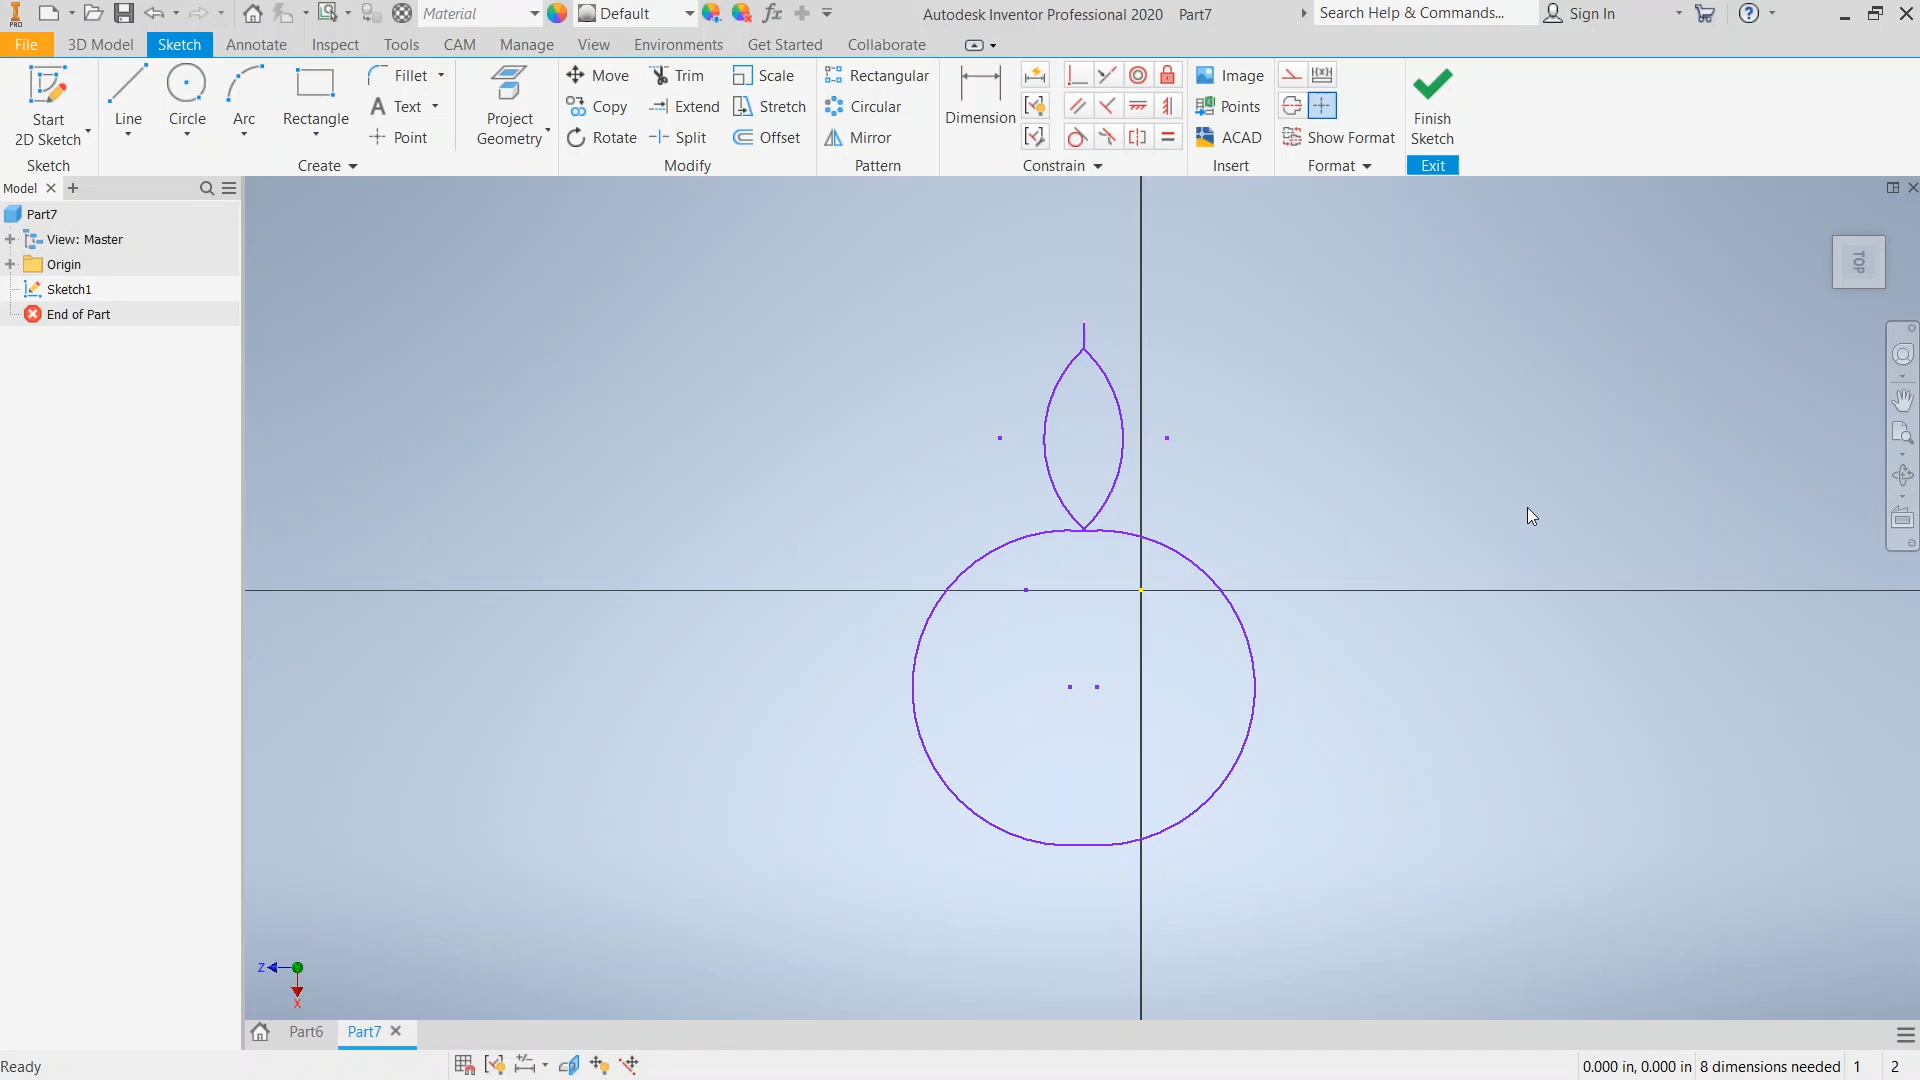 PRO Material Default Autodesk Inventor Professional 2020 Part7 Search Help & Commands... Sign In
File 3D Model Sketch Annotate Inspect Tools CAM Manage View Environments Get Started Collaborate
Start 2D Sketch
Line
Circle
Arc
Rectangle
Fillet
Text
Point
Project Geometry
Move
Copy
Rotate
Trim
Extend
Split
Scale
Stretch
Offset
Rectangular
Circular
Mirror
Dimension
Image
Points
ACAD
Show Format
Finish Sketch
Sketch Create Modify Pattern Constrain Insert Format Exit
Model
Part7
View: Master
Origin
Sketch1
End of Part
TOP
Z
X
Part6 Part7
Ready 0.000 in, 0.000 in 8 dimensions needed 1 2